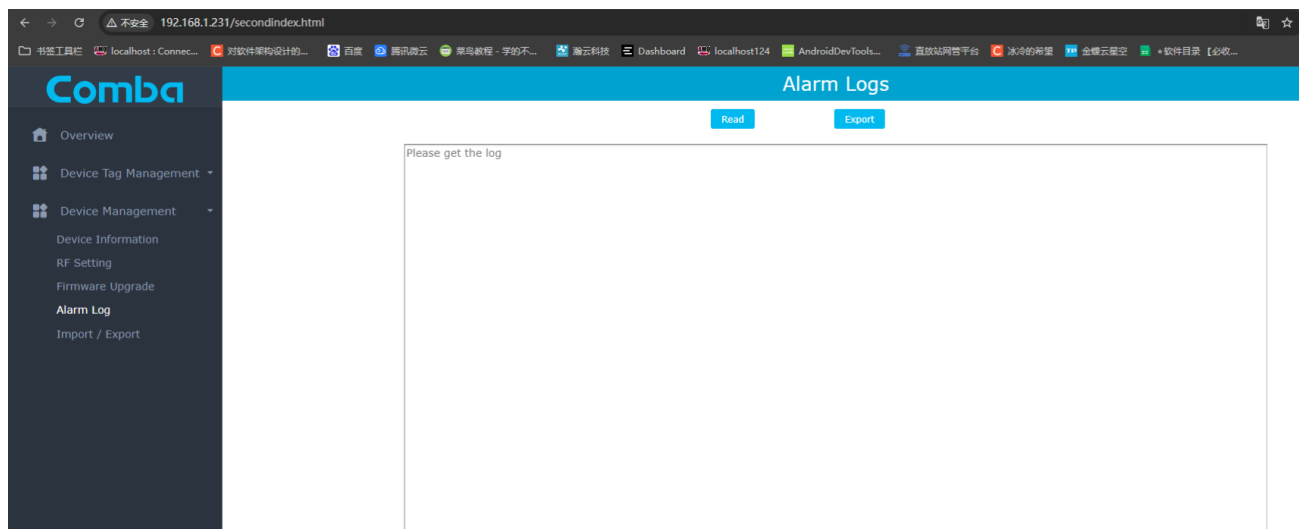 不安全 192.168.1.231/secondindex.html
书签工具栏 localhost : Connec... 对软件架构设计的... 百度 腾讯微云 菜鸟教程 - 学的不... 瀚云科技 Dashboard localhost124 AndroidDevTools... 直放站网管平台 冰冷的希望 金蝶云星空 *软件目录【必收...
Comba
Alarm Logs
Read Export
Overview
Device Tag Management
Device Management
Device Information
RF Setting
Firmware Upgrade
Alarm Log
Import / Export
Please get the log